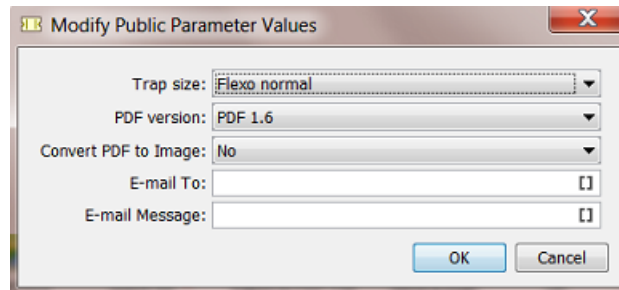 Modify Public Parameter Values
Trap size: Flexo normal
PDF version: PDF 1.6
Convert PDF to Image: No
E-mail To: []
E-mail Message: []
OK Cancel